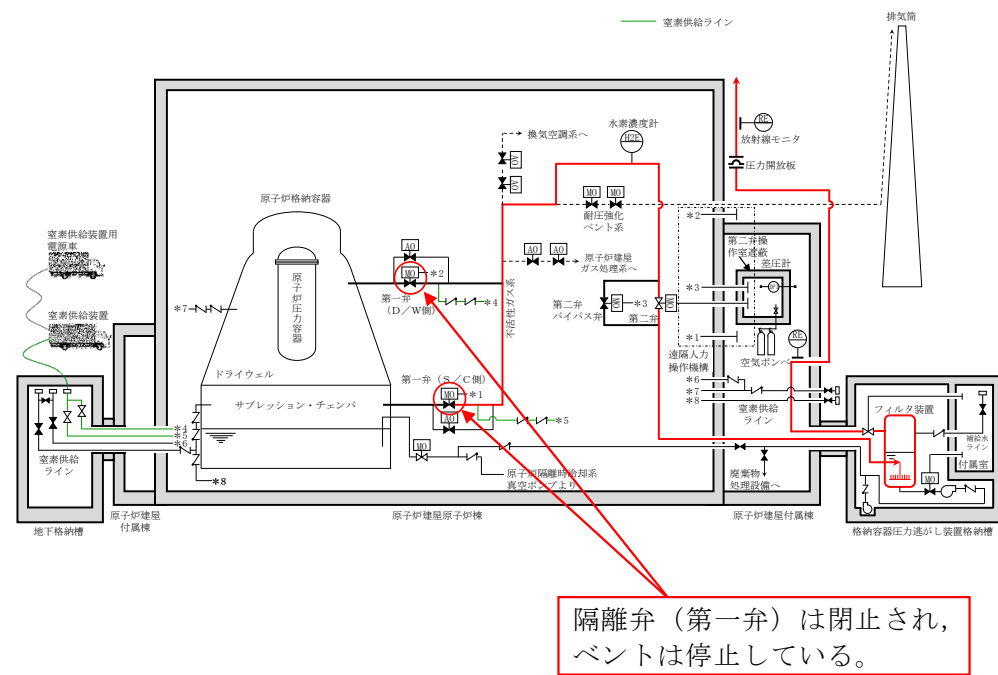 窒素供給ライン
排気筒
水素濃度計
H2E
RE
放射線モニタ
圧力開放板
換気空調系へ
AO
AO
原子炉格納容器
MO
MO
耐圧強化
ベント系
*2
窒素供給装置用
電源車
AO
MO
*2
第一弁
(D/W側)
*4
AO
AO
原子炉建屋
ガス処理系へ
第二弁操
作室遮蔽
差圧計
原子炉圧力容器
不活性ガス系
*7
窒素供給装置
第二弁
バイパス弁
MO
*3
第二弁
MO
*3
*1
空気ボンベ
RE
遠隔人力
操作機構
ドライウェル
第一弁(S/C側)
MO
*1
AO
*5
サプレッション・チェンバ
*6
*7
*8
窒素供給
ライン
フィルタ装置
補給水
ライン
付属室
MO
*4
*5
*6
*8
窒素供給
ライン
MO
原子炉隔離時冷却系
真空ポンプより
廃棄物
処理設備へ
地下格納槽
原子炉建屋
付属棟
原子炉建屋原子炉棟
原子炉建屋付属棟
格納容器圧力逃がし装置格納槽
隔離弁(第一弁)は閉止され,
ベントは停止している。